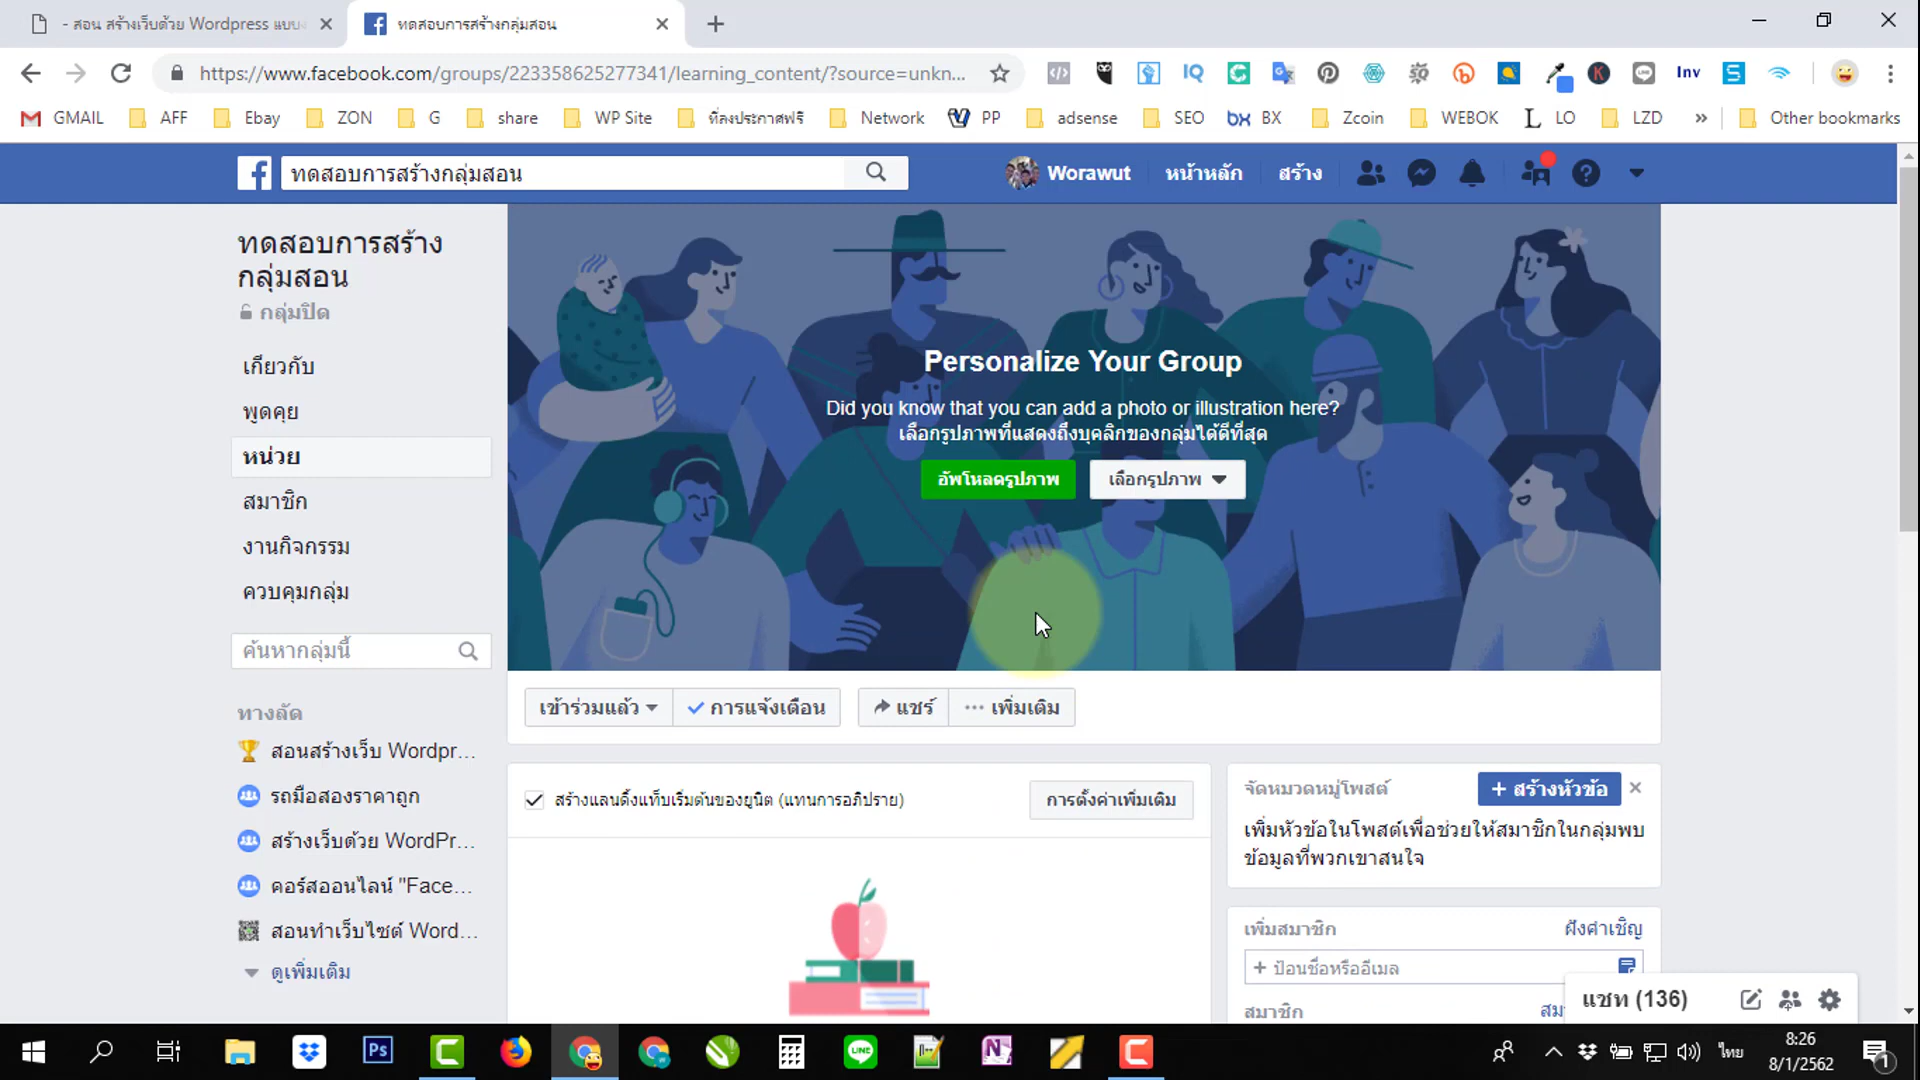 - สอน สร้างเว็บด้วย Wordpress แบบง
ทดสอบการสร้างกลุ่มสอน
https://www.facebook.com/groups/223358625277341/learning_content/?source=unkn...
IQ
Inv
GMAIL
AFF
Ebay
ZON
G
share
WP Site
ที่ลงประกาศฟรี
Network
PP
adsense
SEO
bx BX
Zcoin
WEBOK
L LO
LZD
»
Other bookmarks
ทดสอบการสร้างกลุ่มสอน
Worawut
หน้าหลัก
สร้าง
ทดสอบการสร้าง
กลุ่มสอน
กลุ่มปิด
เกี่ยวกับ
พูดคุย
หน่วย
สมาชิก
งานกิจกรรม
ควบคุมกลุ่ม
ค้นหากลุ่มนี้
ทางลัด
สอนสร้างเว็บ Wordpr...
รถมือสองราคาถูก
สร้างเว็บด้วย WordPr...
คอร์สออนไลน์ "Face...
สอนทำเว็บไซต์ Word...
ดูเพิ่มเติม
Personalize Your Group
Did you know that you can add a photo or illustration here?
เลือกรูปภาพที่แสดงถึงบุคลิกของกลุ่มได้ดีที่สุด
อัพโหลดรูปภาพ
เลือกรูปภาพ
เข้าร่วมแล้ว
การแจ้งเตือน
แชร์
เพิ่มเติม
สร้างแลนดิ้งแท็บเริ่มต้นของยูนิต (แทนการอภิปราย)
การตั้งค่าเพิ่มเติม
จัดหมวดหมู่โพสต์
+ สร้างหัวข้อ
เพิ่มหัวข้อในโพสต์เพื่อช่วยให้สมาชิกในกลุ่มพบ
ข้อมูลที่พวกเขาสนใจ
เพิ่มสมาชิก
ฝังคำเชิญ
+ ป้อนชื่อหรืออีเมล
สมาชิก
แชท (136)
Ps
LINE
N
ไทย
8:26
8/1/2562
1